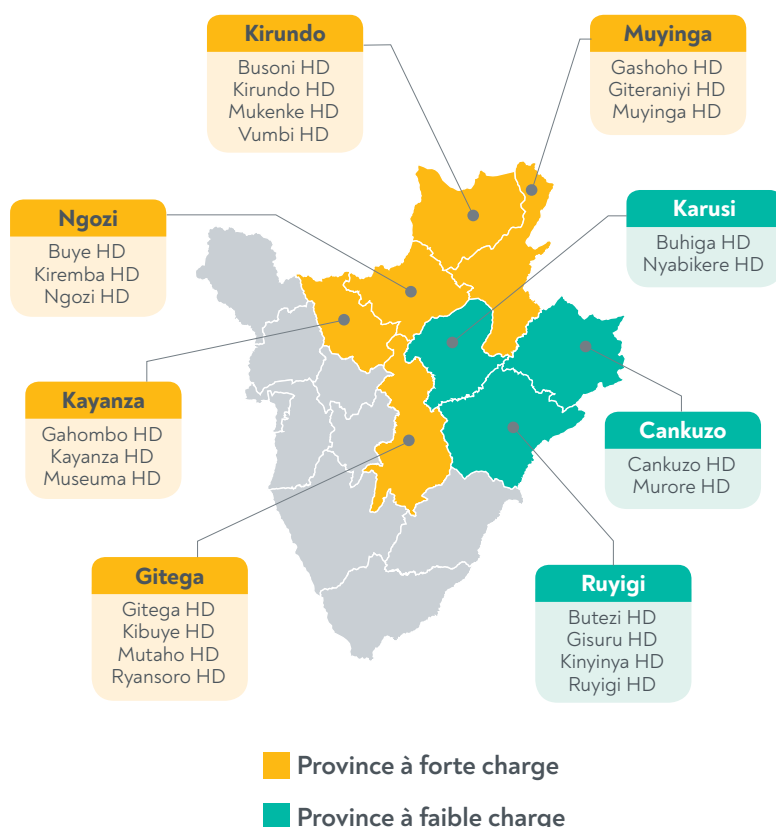 Kirundo
Busoni HD
Kirundo HD
Mukenke HD
Vumbi HD
Muyinga
Gashoho HD
Giteraniyi HD
Muyinga HD
Ngozi
Buye HD
Kiremba HD
Ngozi HD
Karusi
Buhiga HD
Nyabikere HD
Kayanza
Gahombo HD
Kayanza HD
Museuma HD
Cankuzo
Cankuzo HD
Murore HD
Gitega
Gitega HD
Kibuye HD
Mutaho HD
Ryansoro HD
Ruyigi
Butezi HD
Gisuru HD
Kinyinya HD
Ruyigi HD
Province à forte charge
Province à faible charge